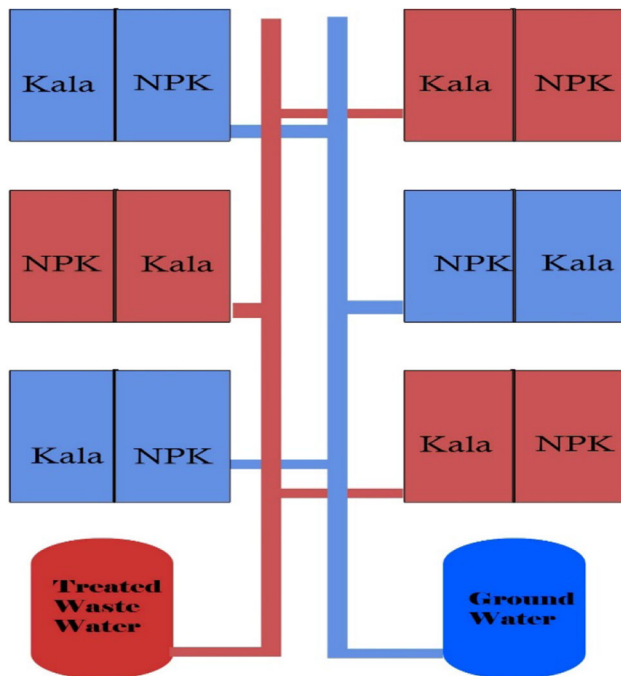 Kala NPK
Kala NPK
NPK Kala
NPK Kala
Kala NPK
Kala NPK
Treated
Waste
Water
Ground
Water